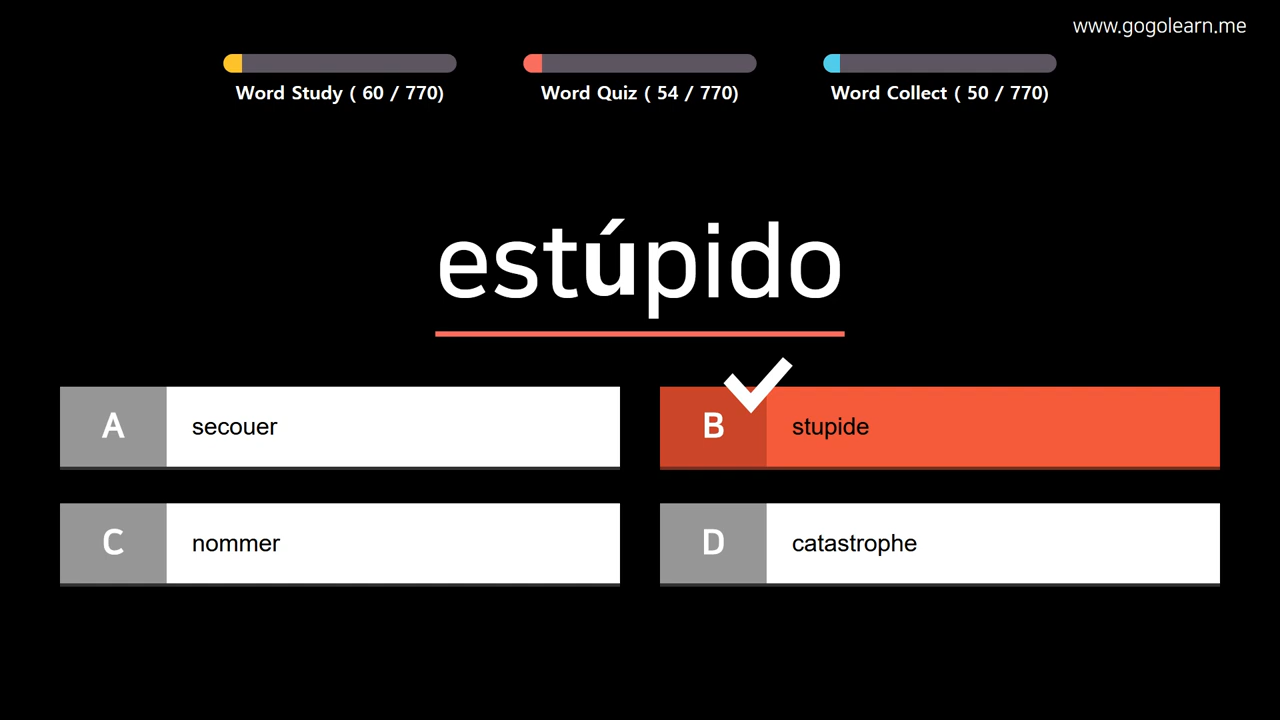 www.gogolearn.me
Word Study ( 60 / 770)
Word Quiz ( 54 / 770)
Word Collect ( 50 / 770)
estúpido
A secouer
B stupide
C nommer
D catastrophe